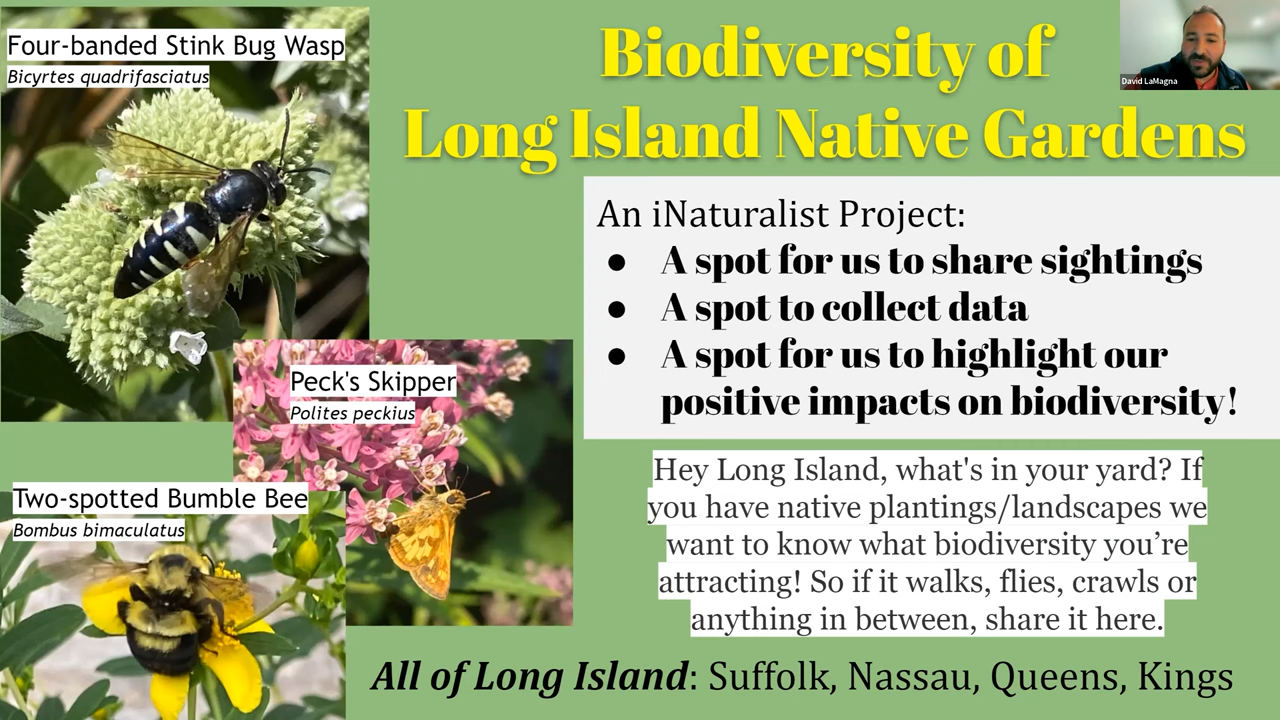 Four-banded Stink Bug Wasp
Bicyrtes quadrifasciatus
Biodiversity of
Long Island Native Gardens
David LaMagna
An iNaturalist Project:
● A spot for us to share sightings
● A spot to collect data
● A spot for us to highlight our
positive impacts on biodiversity!
Peck's Skipper
Polites peckius
Two-spotted Bumble Bee
Bombus bimaculatus
Hey Long Island, what's in your yard? If
you have native plantings/landscapes we
want to know what biodiversity you’re
attracting! So if it walks, flies, crawls or
anything in between, share it here.
All of Long Island: Suffolk, Nassau, Queens, Kings